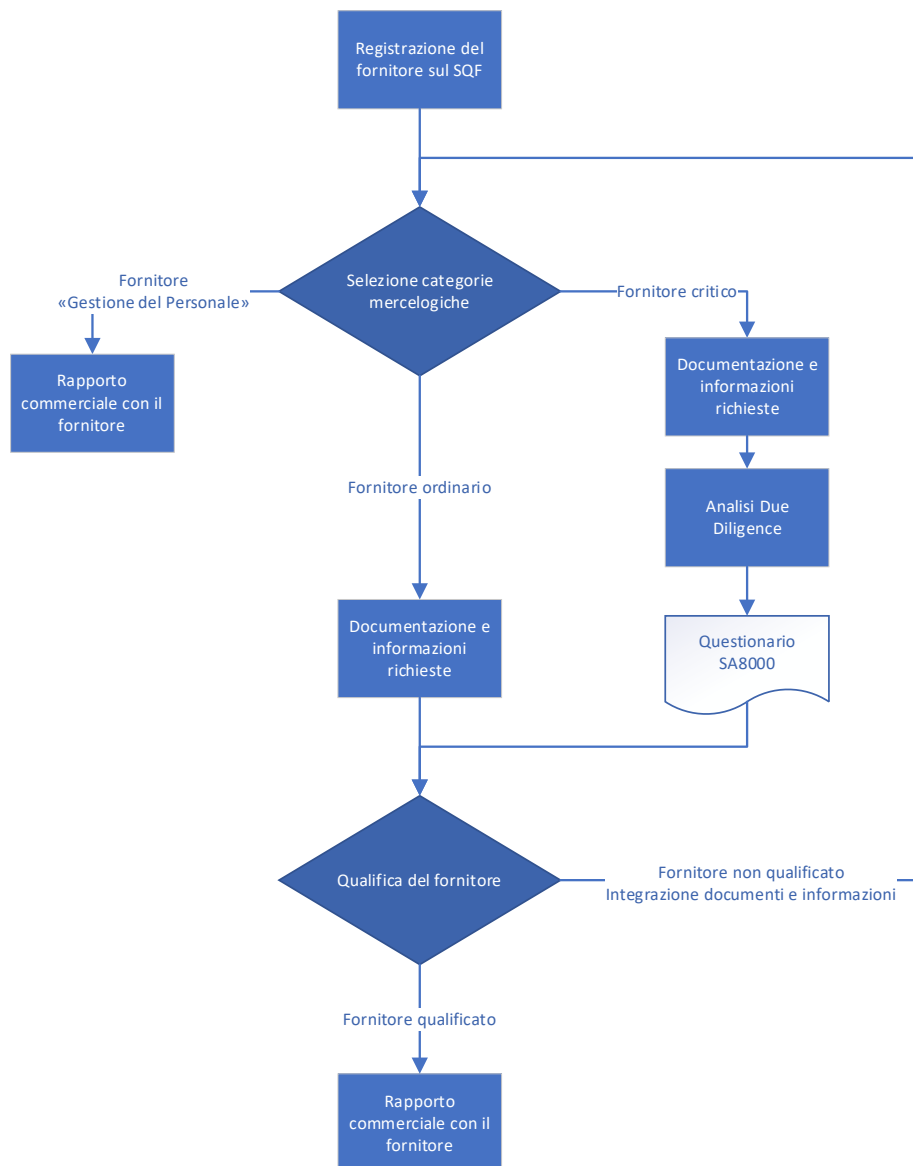 Registrazione del
fornitore sul SQF
Selezione categorie
mercelogiche
Fornitore
«Gestione del Personale»
Fornitore critico
Rapporto
commerciale con il
fornitore
Documentazione e
informazioni
richieste
Fornitore ordinario
Analisi Due
Diligence
Documentazione e
informazioni
richieste
Questionario
SA8000
Qualifica del fornitore
Fornitore non qualificato
Integrazione documenti e informazioni
Fornitore qualificato
Rapporto
commerciale con il
fornitore